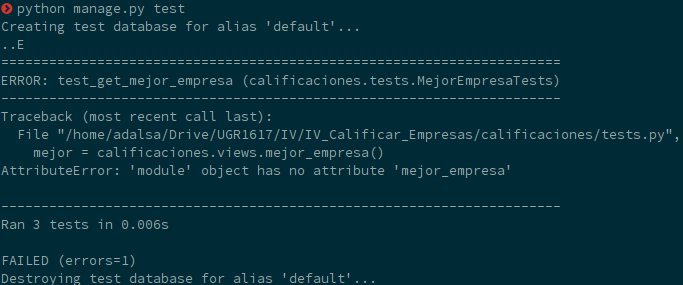 python manage.py test
Creating test database for alias 'default'...
..E
======================================================================
ERROR: test_get_mejor_empresa (calificaciones.tests.MejorEmpresaTests)
----------------------------------------------------------------------
Traceback (most recent call last):
  File "/home/adalsa/Drive/UGR1617/IV/IV_Calificar_Empresas/calificaciones/tests.py",
    mejor = calificaciones.views.mejor_empresa()
AttributeError: 'module' object has no attribute 'mejor_empresa'
----------------------------------------------------------------------
Ran 3 tests in 0.006s
FAILED (errors=1)
Destroying test database for alias 'default'...